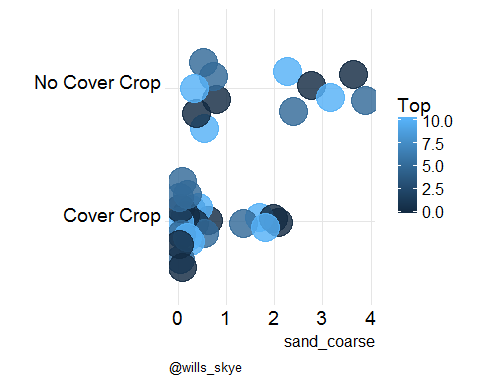 No Cover Crop
Cover Crop
0 1 2 3 4
sand_coarse
Top
10.0
7.5
5.0
2.5
0.0
@wills_skye